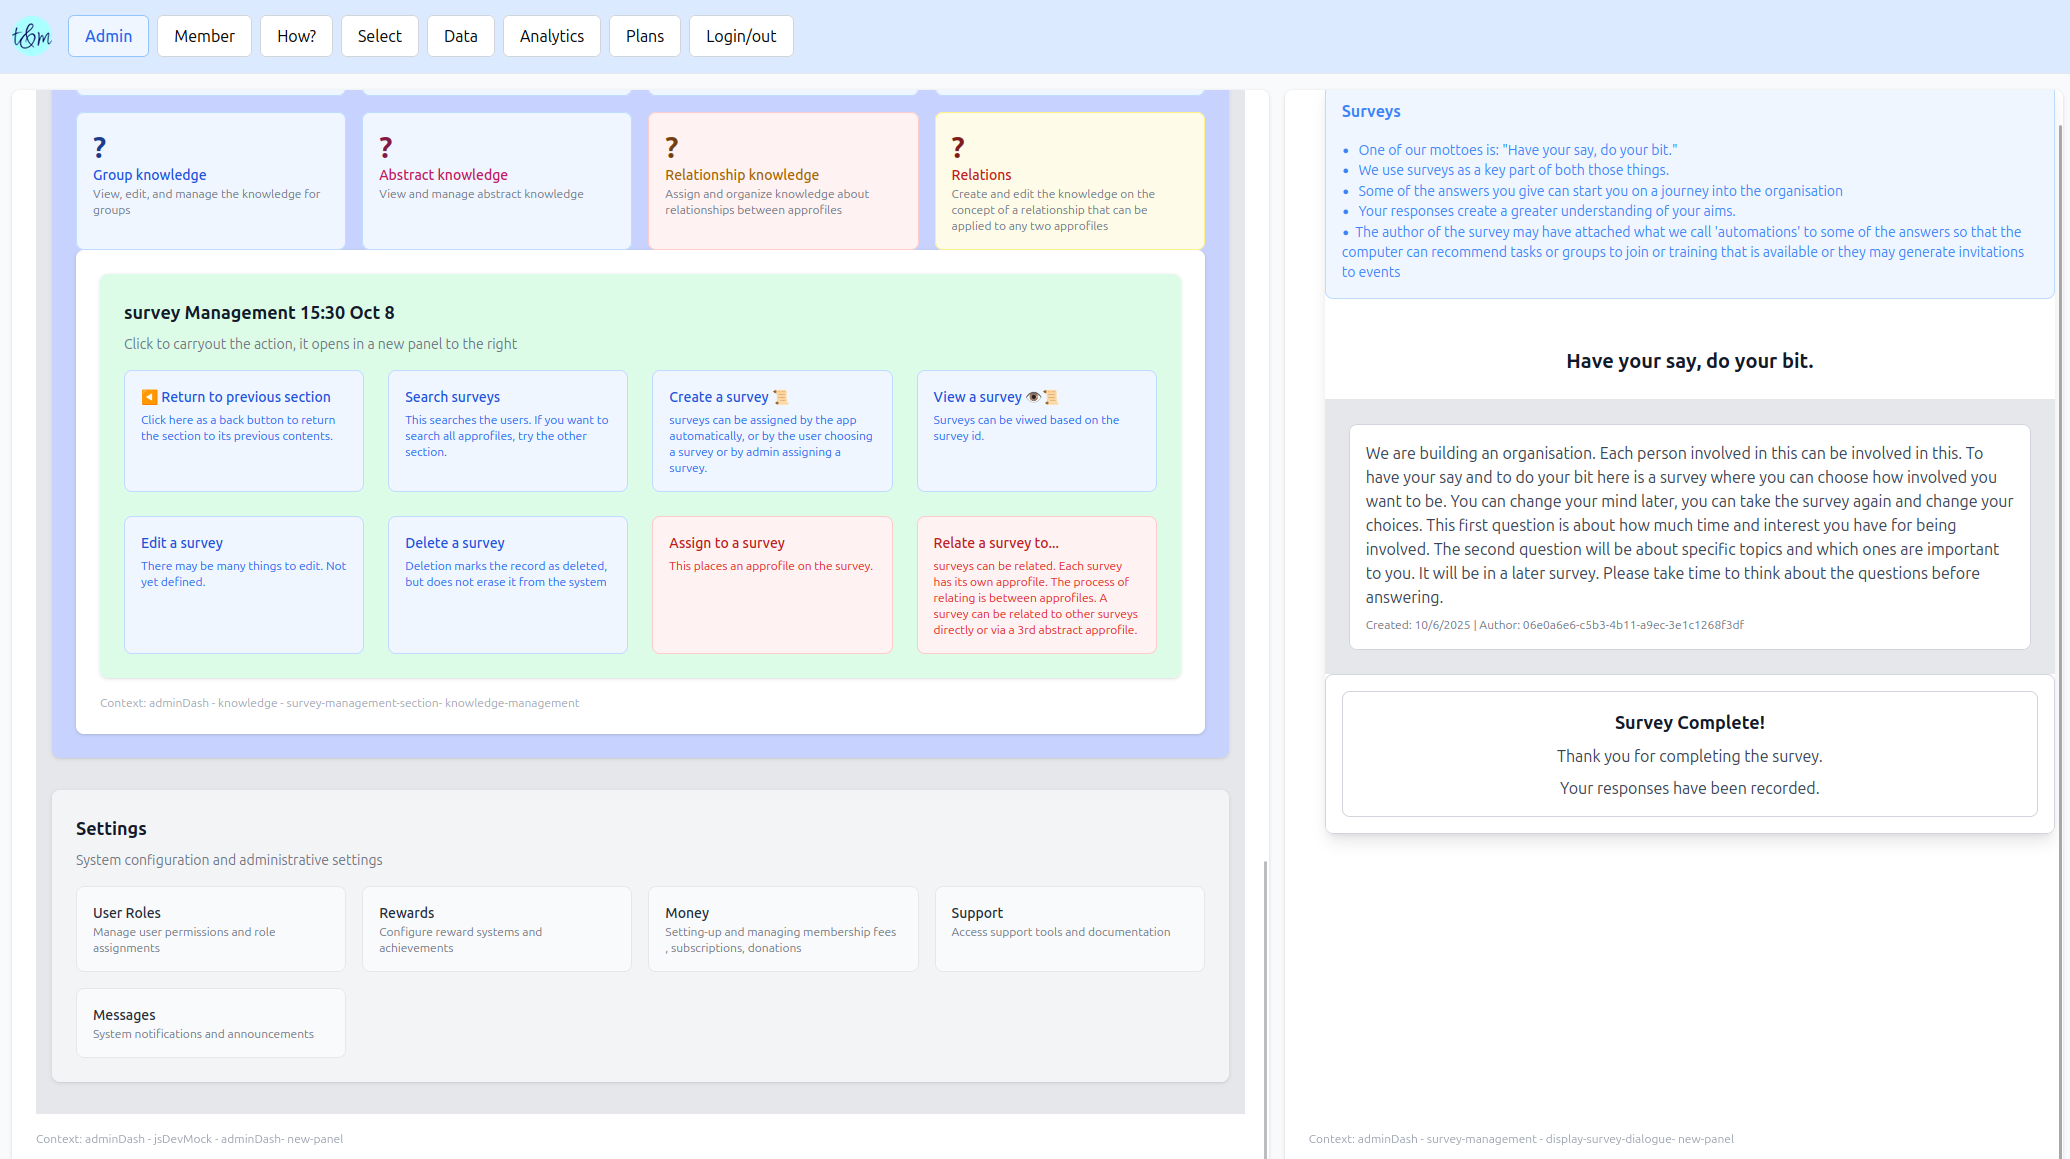 t&m
Admin
Member
How?
Select
Data
Analytics
Plans
Login/out
?
Group knowledge
View, edit, and manage the knowledge for
groups
?
Abstract knowledge
View and manage abstract knowledge
?
Relationship knowledge
Assign and organize knowledge about
relationships between approfiles
?
Relations
Create and edit the knowledge on the
concept of a relationship that can be
applied to any two approfiles
survey Management 15:30 Oct 8
Click to carryout the action, it opens in a new panel to the right
Return to previous section
Click here as a back button to return
the section to its previous contents.
Search surveys
This searches the users. If you want to
search all approfiles, try the other
section.
Create a survey 📜
surveys can be assigned by the app
automatically, or by the user choosing
a survey or by admin assigning a
survey.
View a survey 👁📜
Surveys can be viwed based on the
survey id.
Edit a survey
There may be many things to edit. Not
yet defined.
Delete a survey
Deletion marks the record as deleted,
but does not erase it from the system
Assign to a survey
This places an approfile on the survey.
Relate a survey to...
surveys can be related. Each survey
has its own approfile. The process of
relating is between approfiles. A
survey can be related to other surveys
directly or via a 3rd abstract approfile.
Context: adminDash - knowledge - survey-management-section- knowledge-management
Settings
System configuration and administrative settings
User Roles
Manage user permissions and role
assignments
Rewards
Configure reward systems and
achievements
Money
Setting-up and managing membership fees
, subscriptions, donations
Support
Access support tools and documentation
Messages
System notifications and announcements
Context: adminDash - jsDevMock - adminDash- new-panel
Surveys
• One of our mottoes is: "Have your say, do your bit."
• We use surveys as a key part of both those things.
• Some of the answers you give can start you on a journey into the organisation
• Your responses create a greater understanding of your aims.
• The author of the survey may have attached what we call 'automations' to some of the answers so that the
computer can recommend tasks or groups to join or training that is available or they may generate invitations
to events
Have your say, do your bit.
We are building an organisation. Each person involved in this can be involved in this. To
have your say and to do your bit here is a survey where you can choose how involved you
want to be. You can change your mind later, you can take the survey again and change your
choices. This first question is about how much time and interest you have for being
involved. The second question will be about specific topics and which ones are important
to you. It will be in a later survey. Please take time to think about the questions before
answering.
Created: 10/6/2025 | Author: 06e0a6e6-c5b3-4b11-a9ec-3e1c1268f3df
Survey Complete!
Thank you for completing the survey.
Your responses have been recorded.
Context: adminDash - survey-management - display-survey-dialogue- new-panel